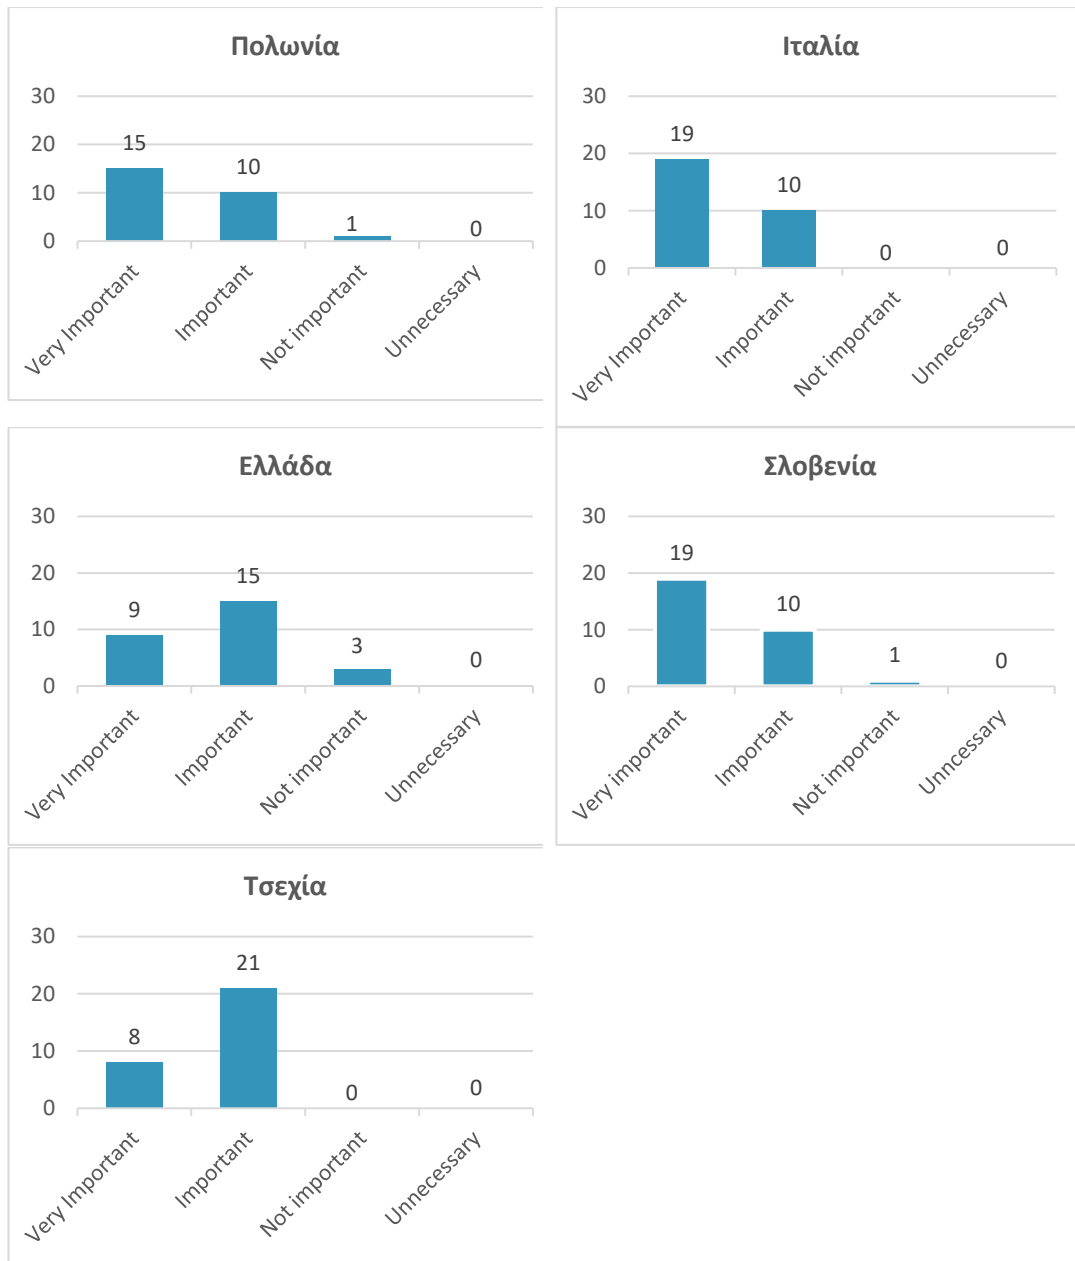 Πολωνία
30
20
10
0
15
10
1
0
Very Important
Important
Not important
Unnecessary
Ιταλία
30
20
10
0
19
10
0
0
Very Important
Important
Not important
Unnecessary
Ελλάδα
30
20
10
0
9
15
3
0
Very Important
Important
Not important
Unnecessary
Σλοβενία
30
20
10
0
19
10
1
0
Very important
Important
Not important
Unncessary
Τσεχία
30
20
10
0
8
21
0
0
Very Important
Important
Not important
Unnecessary